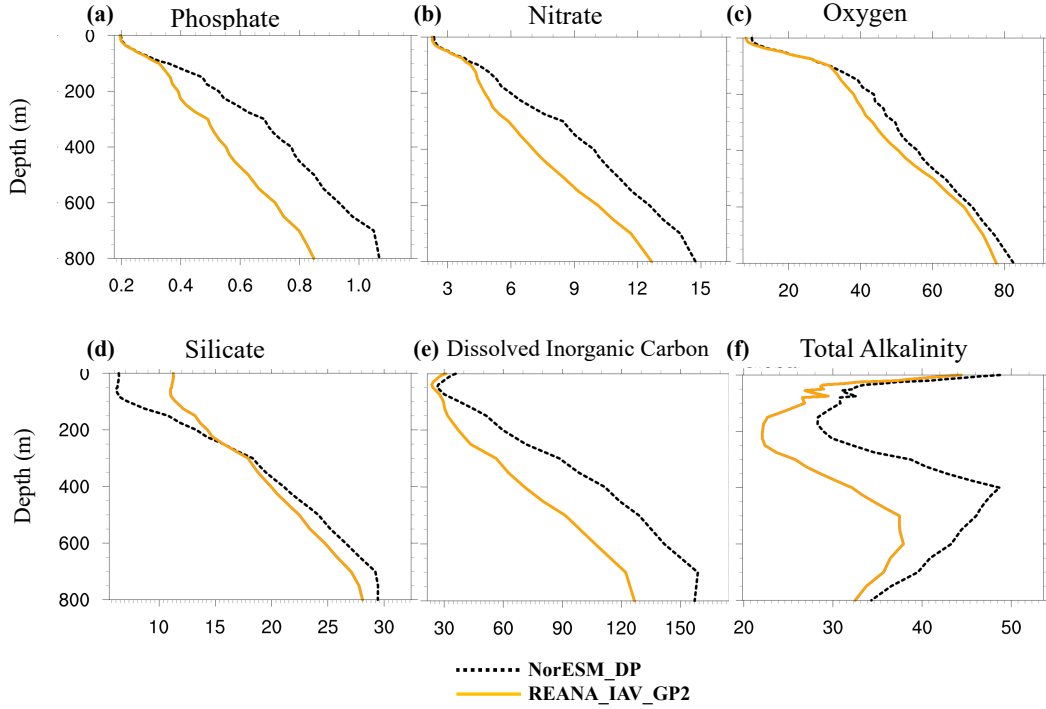 (a) Phosphate (b) Nitrate (c) Oxygen
Depth (m)
0
200
400
600
800
0.2 0.4 0.6 0.8 1.0
3 6 9 12 15
20 40 60 80
(d) Silicate (e) Dissolved Inorganic Carbon (f) Total Alkalinity
Depth (m)
0
200
400
600
800
10 15 20 25 30
30 60 90 120 150
20 30 40 50
NorESM_DP
REANA_IAV_GP2